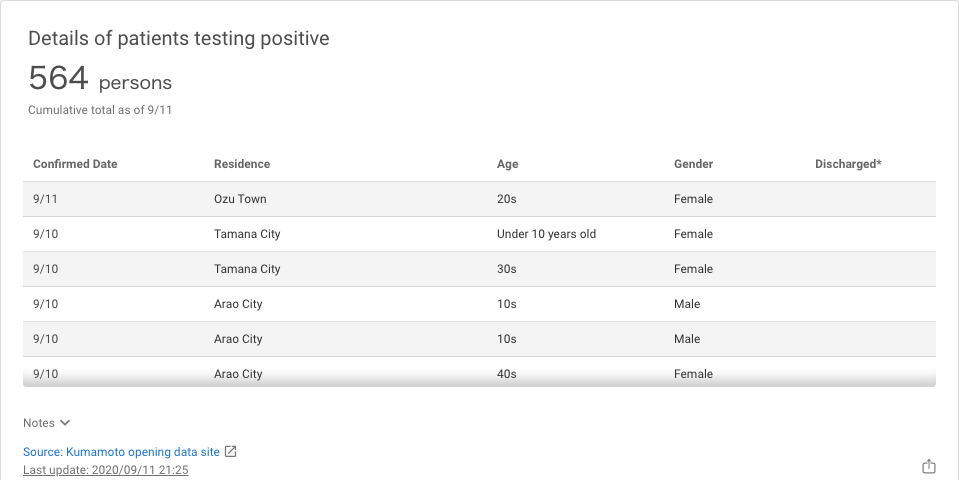 Details of patients testing positive
564 persons
Cumulative total as of 9/11
Confirmed Date Residence Age Gender Discharged*
9/11 Ozu Town 20s Female
9/10 Tamana City Under 10 years old Female
9/10 Tamana City 30s Female
9/10 Arao City 10s Male
9/10 Arao City 10s Male
9/10 Arao City 40s Female
Notes
Source: Kumamoto opening data site
Last update: 2020/09/11 21:25